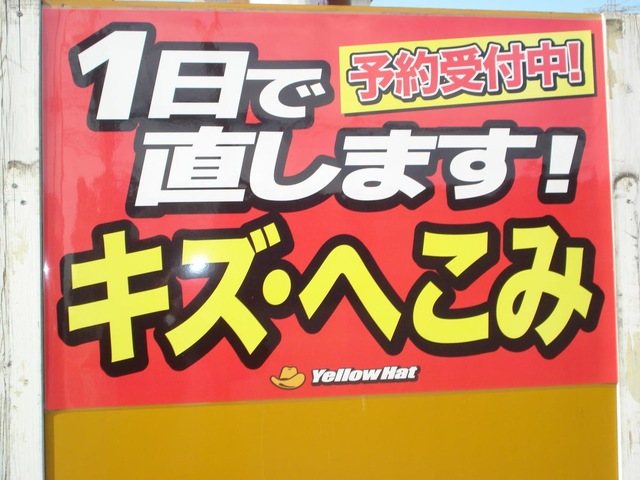 1日で
予約受付中!
直します!
キズ・へこみ
YellowHat